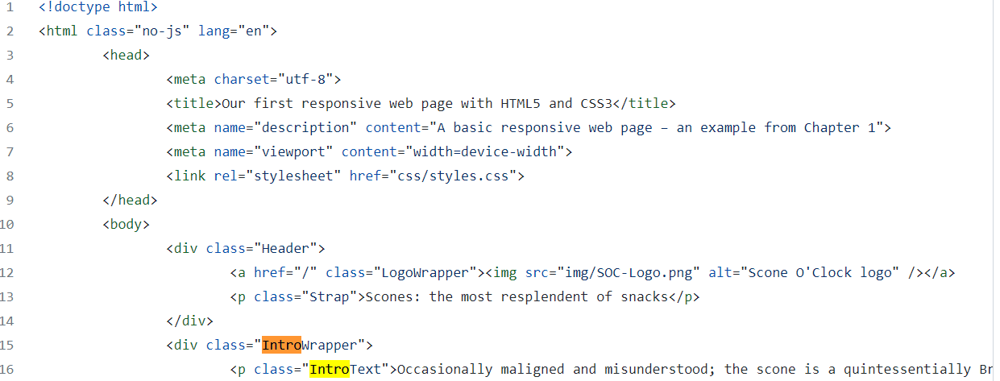 1 <!doctype html>
2 <html class="no-js" lang="en">
3 <head>
4 <meta charset="utf-8">
5 <title>Our first responsive web page with HTML5 and CSS3</title>
6 <meta name="description" content="A basic responsive web page – an example from Chapter 1">
7 <meta name="viewport" content="width=device-width">
8 <link rel="stylesheet" href="css/styles.css">
9 </head>
10 <body>
11 <div class="Header">
12 <a href="/" class="LogoWrapper"><img src="img/SOC-Logo.png" alt="Scone O'Clock logo" /></a>
13 <p class="Strap">Scones: the most resplendent of snacks</p>
14 </div>
15 <div class="IntroWrapper">
16 <p class="IntroText">Occasionally maligned and misunderstood; the scone is a quintessentially Br